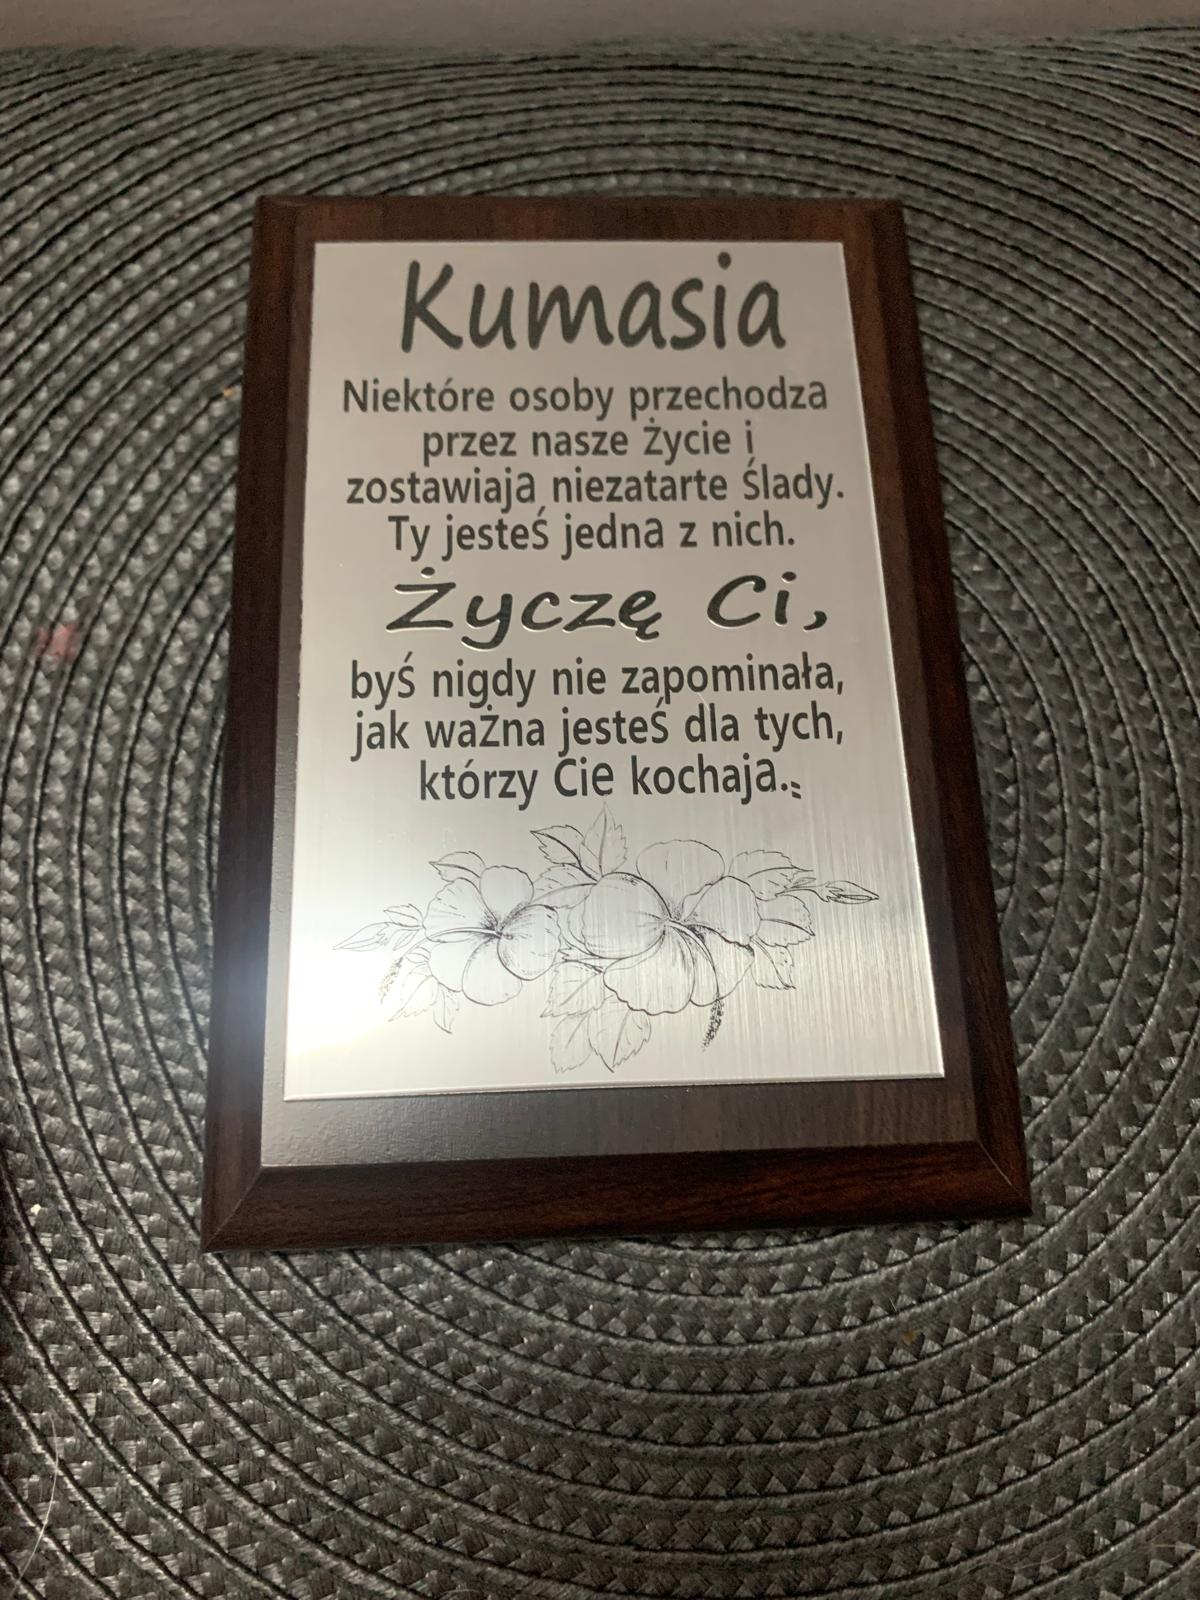 Kumasia
Niektóre osoby przechodza
przez nasze Życie i
zostawiaja niezatarte Ślady.
Ty jesteŚ jedna z nich.
Życzę Ci,
byŚ nigdy nie zapominała,
jak waŻna jesteŚ dla tych,
którzy Cie kochaja.